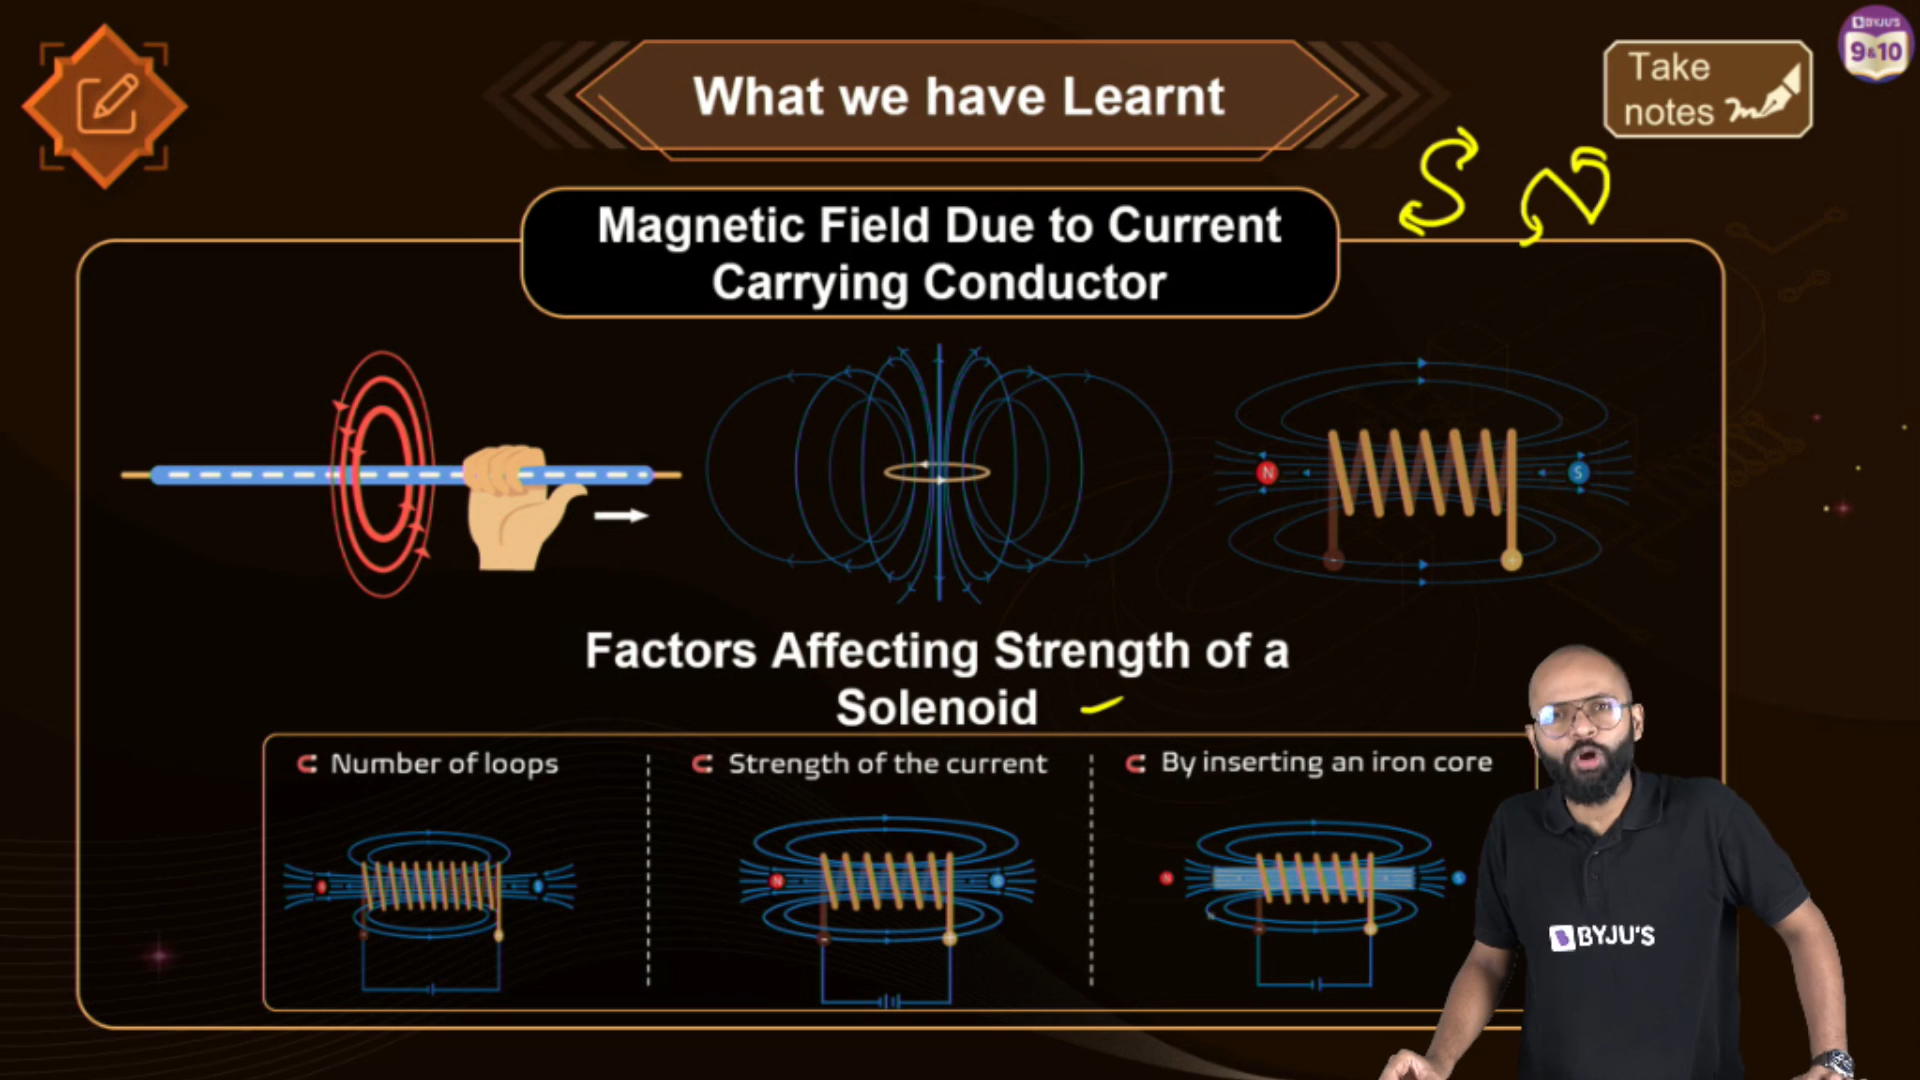 What we have Learnt
Take
notes
BYJU'S
9&10
S N
Magnetic Field Due to Current
Carrying Conductor
N
S
- +
Factors Affecting Strength of a
Solenoid
Number of loops
Strength of the current
By inserting an iron core
N S
N S
BYJU'S